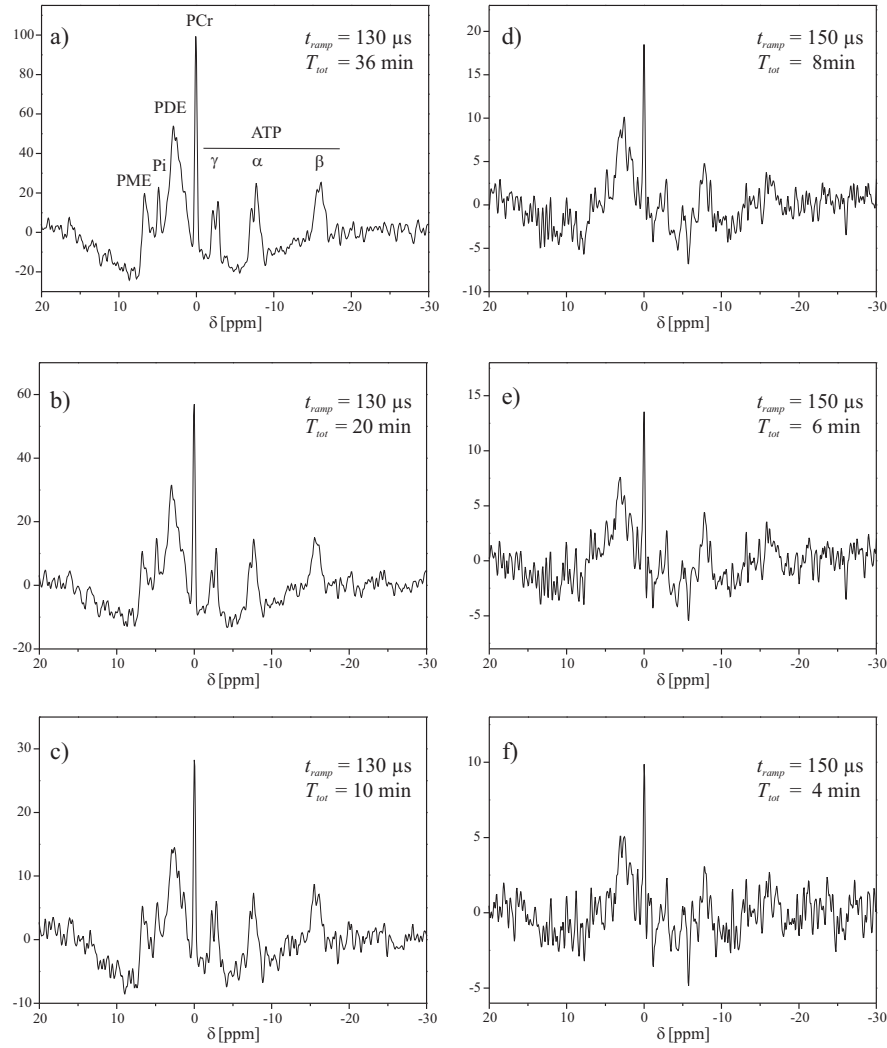 a)
PCr
t_ramp = 130 µs
T_tot = 36 min
PDE
ATP
PME
Pi
γ
α
β
100
80
60
40
20
0
-20
20
10
0
-10
-20
-30
δ [ppm]
d)
t_ramp = 150 µs
T_tot = 8min
20
15
10
5
0
-5
-10
20
10
0
-10
-20
-30
δ [ppm]
b)
t_ramp = 130 µs
T_tot = 20 min
60
40
20
0
-20
20
10
0
-10
-20
-30
δ [ppm]
e)
t_ramp = 150 µs
T_tot = 6 min
15
10
5
0
-5
20
10
0
-10
-20
-30
δ [ppm]
c)
t_ramp = 130 µs
T_tot = 10 min
30
20
10
0
-10
20
10
0
-10
-20
-30
δ [ppm]
f)
t_ramp = 150 µs
T_tot = 4 min
10
5
0
-5
20
10
0
-10
-20
-30
δ [ppm]